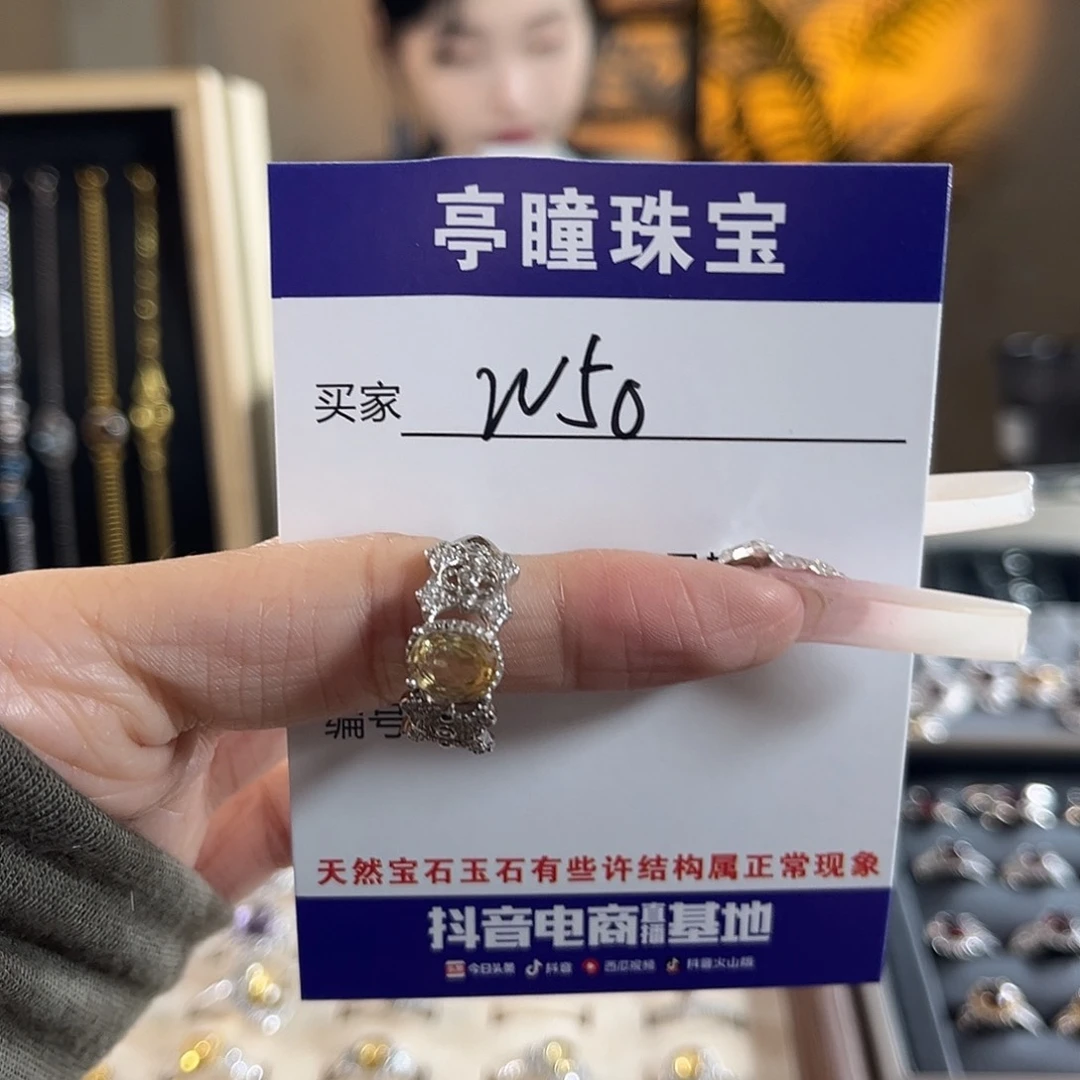 亭瞳珠宝
买家 W50
编号
天然宝石玉石有些许结构属正常现象
抖音电商直播基地
今日头条 抖音 西瓜视频 抖音火山版